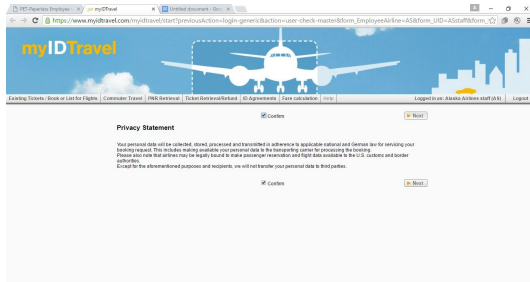 PET-Paperless Employee
myIDTravel
Untitled document - Goo
https://www.myidtravel.com/myidtravel/start?previousAction=login-generic&action=user-check-master&form_EmployeeAirline=AS&form_UID=ASstaff&form_
myIDTravel
Existing Tickets / Book or List for Flights
Commuter Travel
PNR Retrieval
Ticket Retrieval/Refund
ID Agreements
Fare calculation
Help
Logged in as: Alaska Airlines staff (AS)
Logout
Confirm
Next
Privacy Statement
Your personal data will be collected, stored, processed and transmitted in adherence to applicable national and German law for servicing your
booking request. This includes making available your personal data to the transporting carrier for processing the booking.
Please also note that airlines may be legally bound to make passenger reservation and flight data available to the U.S. customs and border
authorities.
Except for the aforementioned purposes and recipients, we will not transfer your personal data to third parties.
Confirm
Next